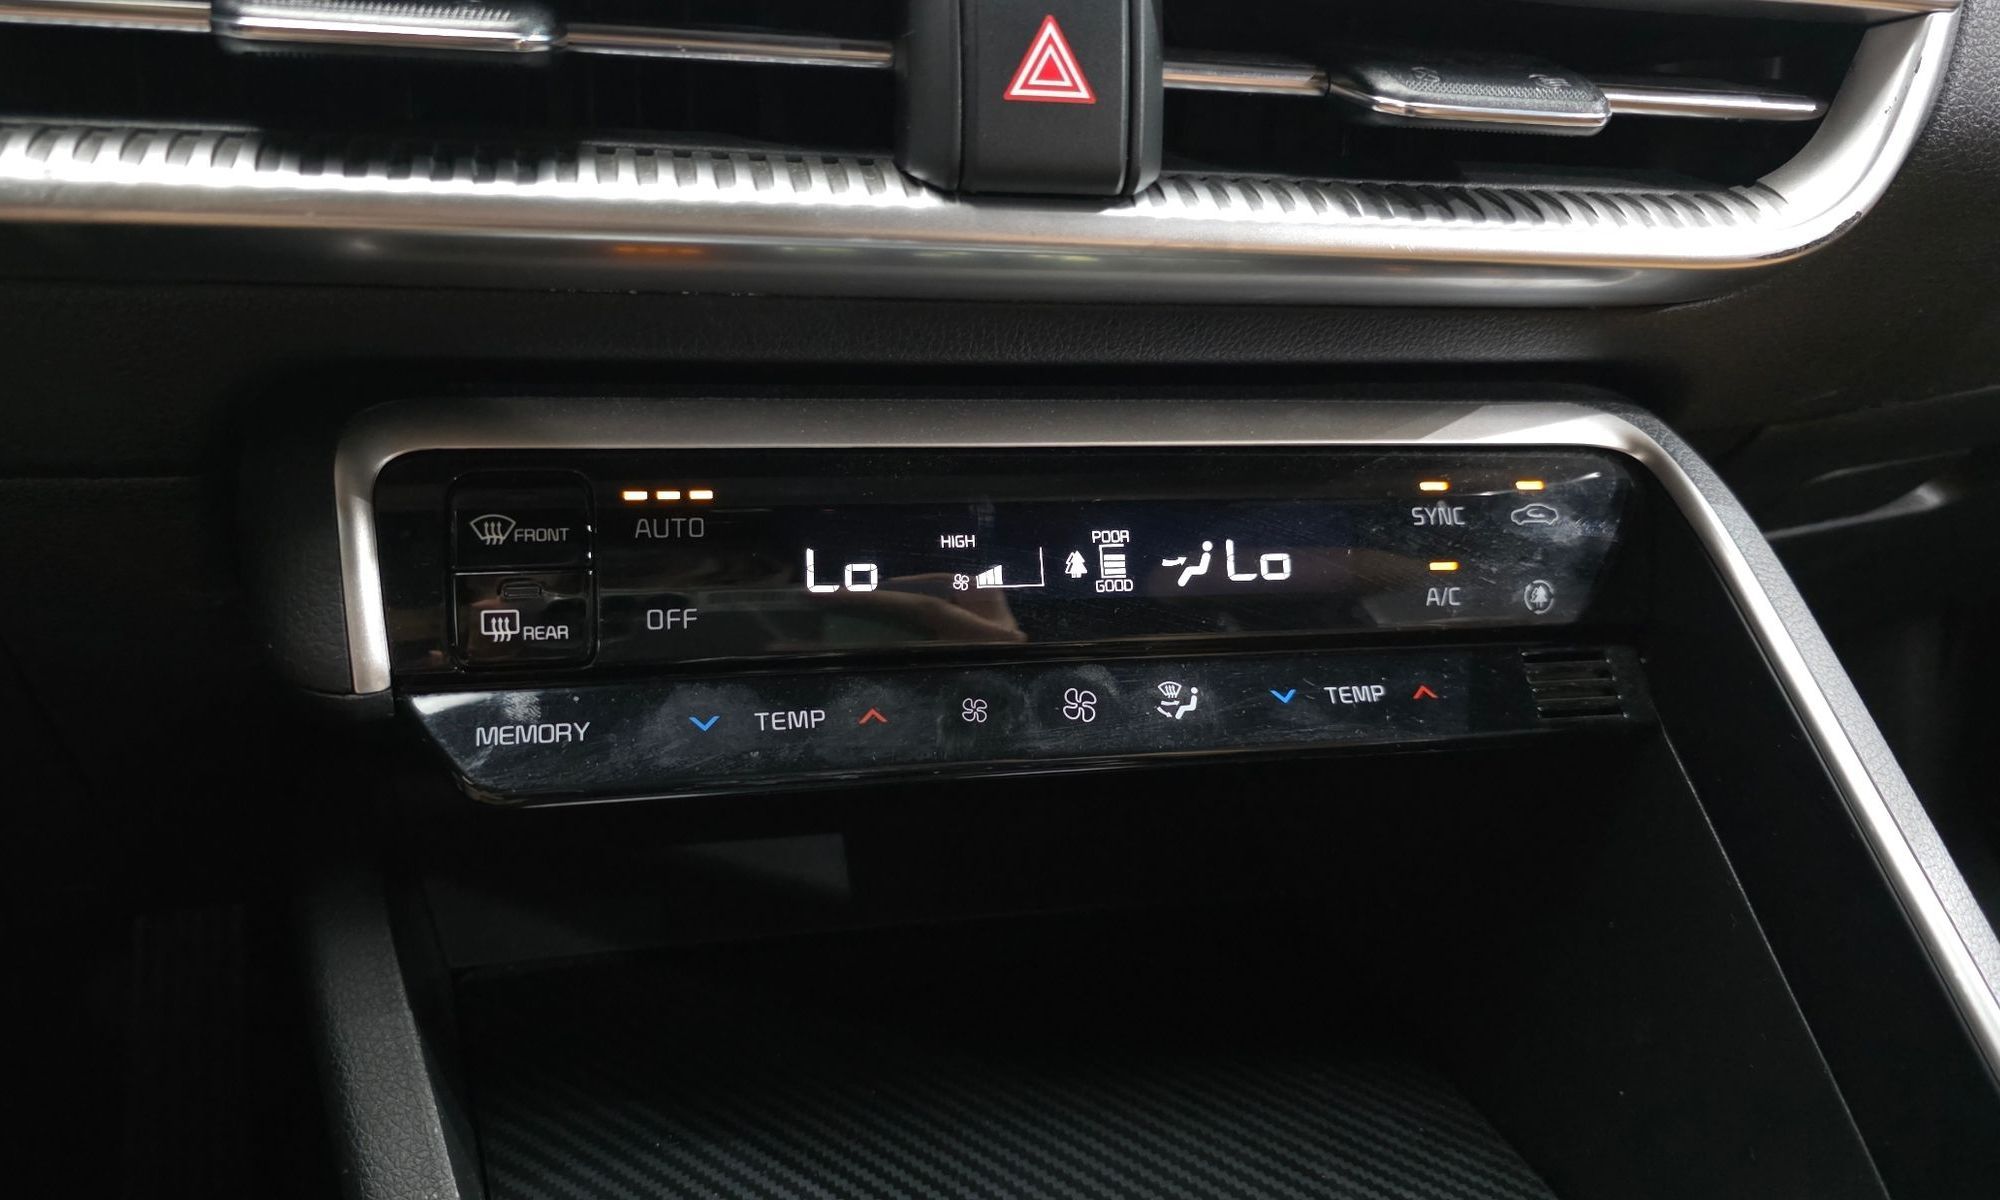 FRONT
AUTO
SYNC
HIGH
POOR
Lo
Lo
GOOD
A/C
REAR
OFF
MEMORY
TEMP
TEMP